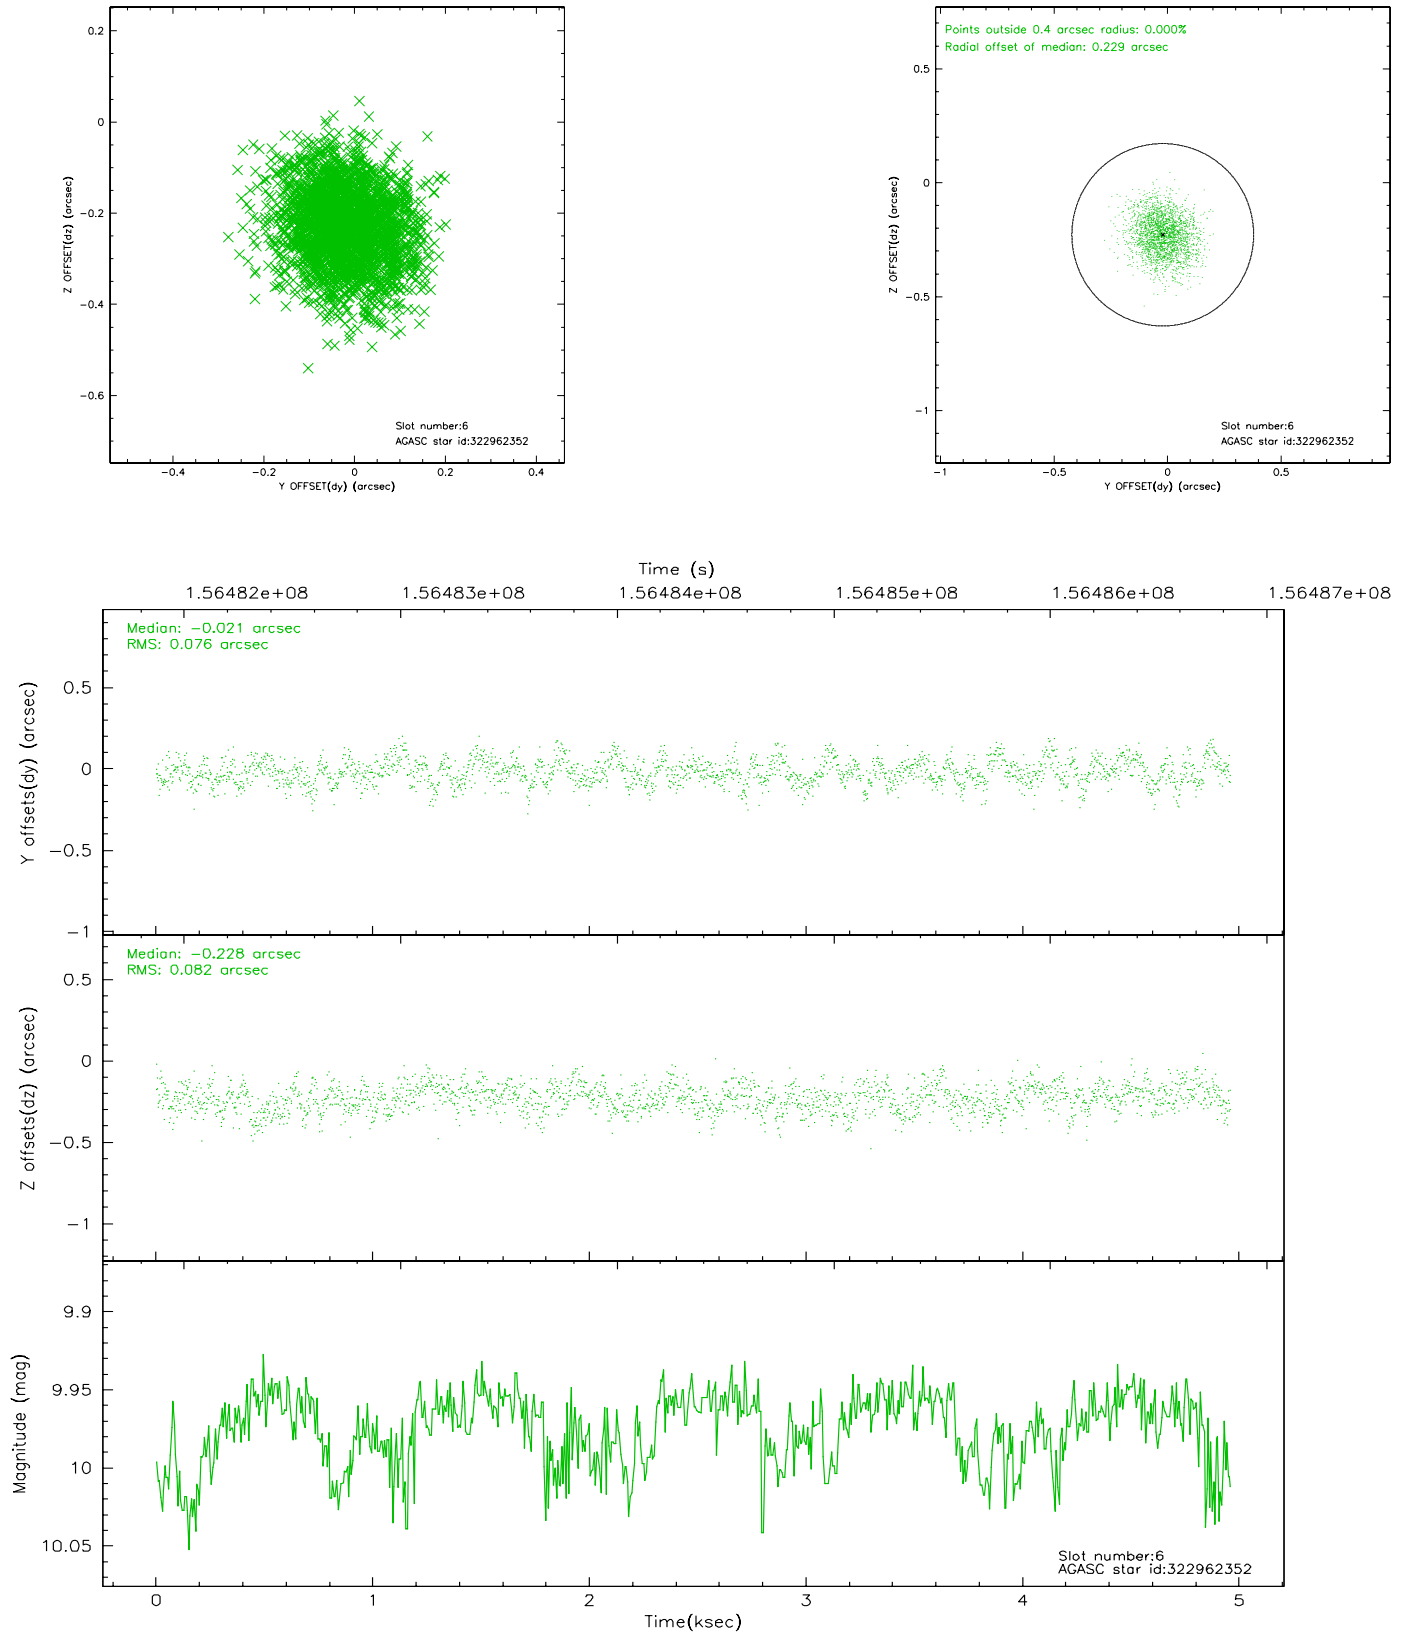 0.2
0
−0.2
−0.4
−0.6
Z OFFSET(dz) (arcsec)
Slot number:6
AGASC star id:322962352
−0.4 −0.2 0 0.2 0.4
Y OFFSET(dy) (arcsec)
Points outside 0.4 arcsec radius: 0.000%
Radial offset of median: 0.229 arcsec
0.5
0
−0.5
−1
Z OFFSET(dz) (arcsec)
Slot number:6
AGASC star id:322962352
−1 −0.5 0 0.5
Y OFFSET(dy) (arcsec)
Time (s)
1.56482e+08 1.56483e+08 1.56484e+08 1.56485e+08 1.56486e+08 1.56487e+08
Median: −0.021 arcsec
RMS: 0.076 arcsec
0.5
0
−0.5
−1
Y offsets(dy) (arcsec)
Median: −0.228 arcsec
RMS: 0.082 arcsec
0.5
0
−0.5
−1
Z offsets(dz) (arcsec)
9.9
9.95
10
10.05
Magnitude (mag)
Slot number:6
AGASC star id:322962352
0 1 2 3 4 5
Time(ksec)